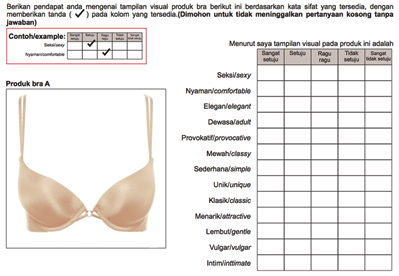 Berikan pendapat anda mengenai tampilan visual produk bra berikut ini berdasarkan kata sifat yang tersedia, dengan
memberikan tanda ( ✓ ) pada kolom yang tersedia.(Dimohon untuk tidak meninggalkan pertanyaan kosong tanpa
jawaban)
Contoh/example:
Sangat setuju Setuju Ragu ragu Tidak setuju Sangat tidak setuju
Seksi/sexy ✓
Nyaman/comfortable ✓
Menurut saya tampilan visual pada produk ini adalah
Sangat setuju Setuju Ragu ragu Tidak setuju Sangat tidak setuju
Produk bra A
Seksi/sexy
Nyaman/comfortable
Elegan/elegant
Dewasa/adult
Provokatif/provocative
Mewah/classy
Sederhana/simple
Unik/unique
Klasik/classic
Menarik/attractive
Lembut/gentle
Vulgar/vulgar
Intim/inttimate